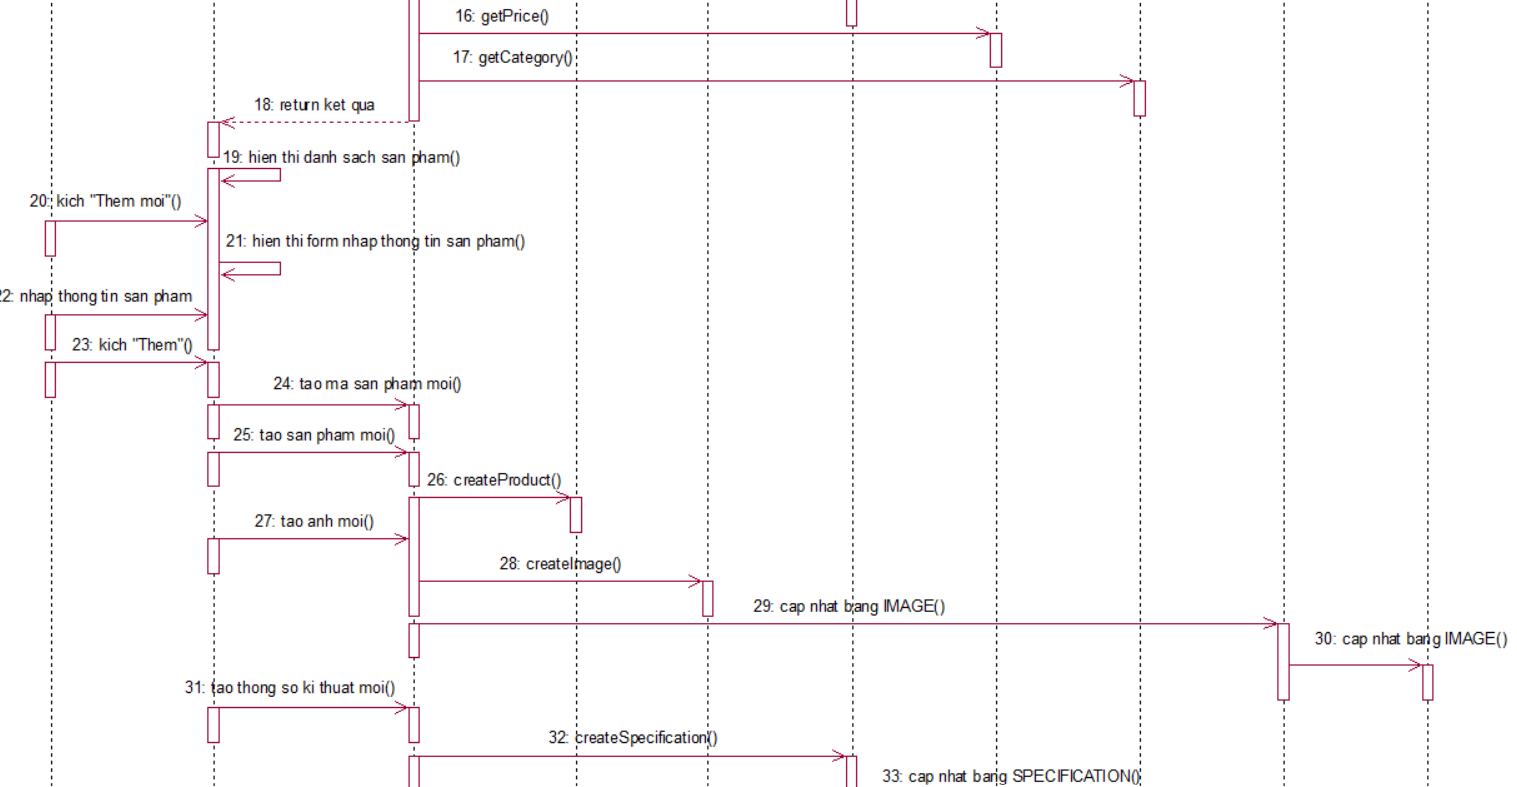 16: getPrice()
17: getCategory()
18: return ket qua
19: hien thi danh sach san pham()
20: kich "Them moi"()
21: hien thi form nhap thong tin san pham()
22: nhap thong tin san pham
23: kich "Them"()
24: tao ma san pham moi()
25: tao san pham moi()
26: createProduct()
27: tao anh moi()
28: createImage()
29: cap nhat bang IMAGE()
30: cap nhat bang IMAGE()
31: tao thong so ki thuat moi()
32: createSpecification()
33: cap nhat bang SPECIFICATION()